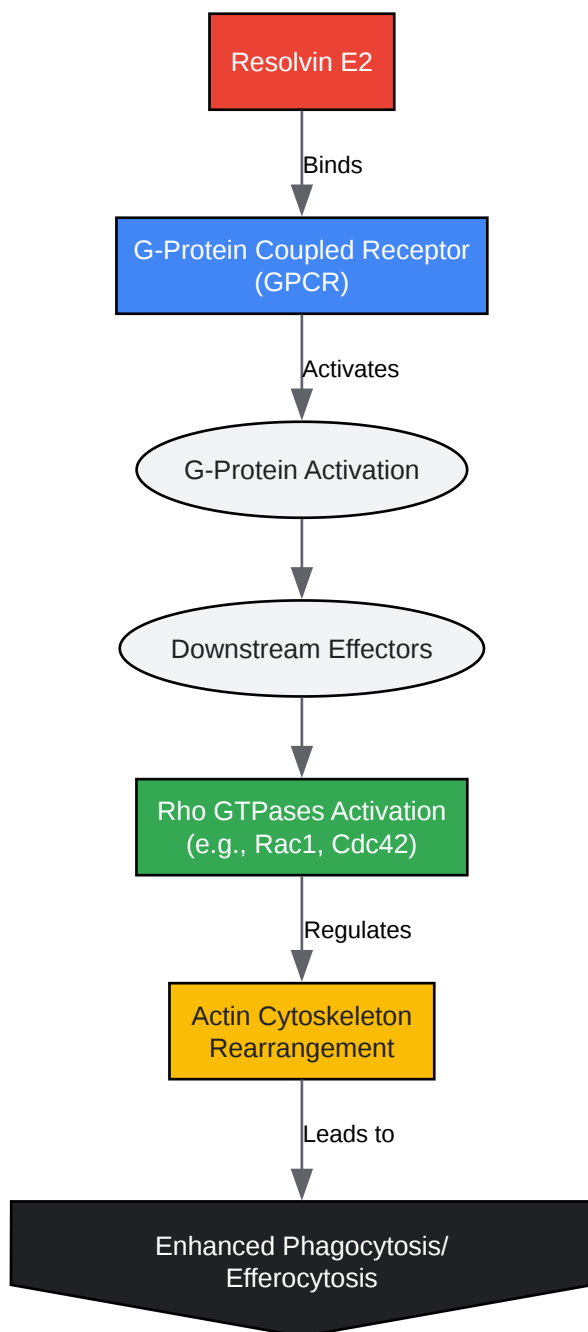 Resolvin E2
Binds
G-Protein Coupled Receptor
(GPCR)
Activates
G-Protein Activation
Downstream Effectors
Rho GTPases Activation
(e.g., Rac1, Cdc42)
Regulates
Actin Cytoskeleton
Rearrangement
Leads to
Enhanced Phagocytosis/
Efferocytosis